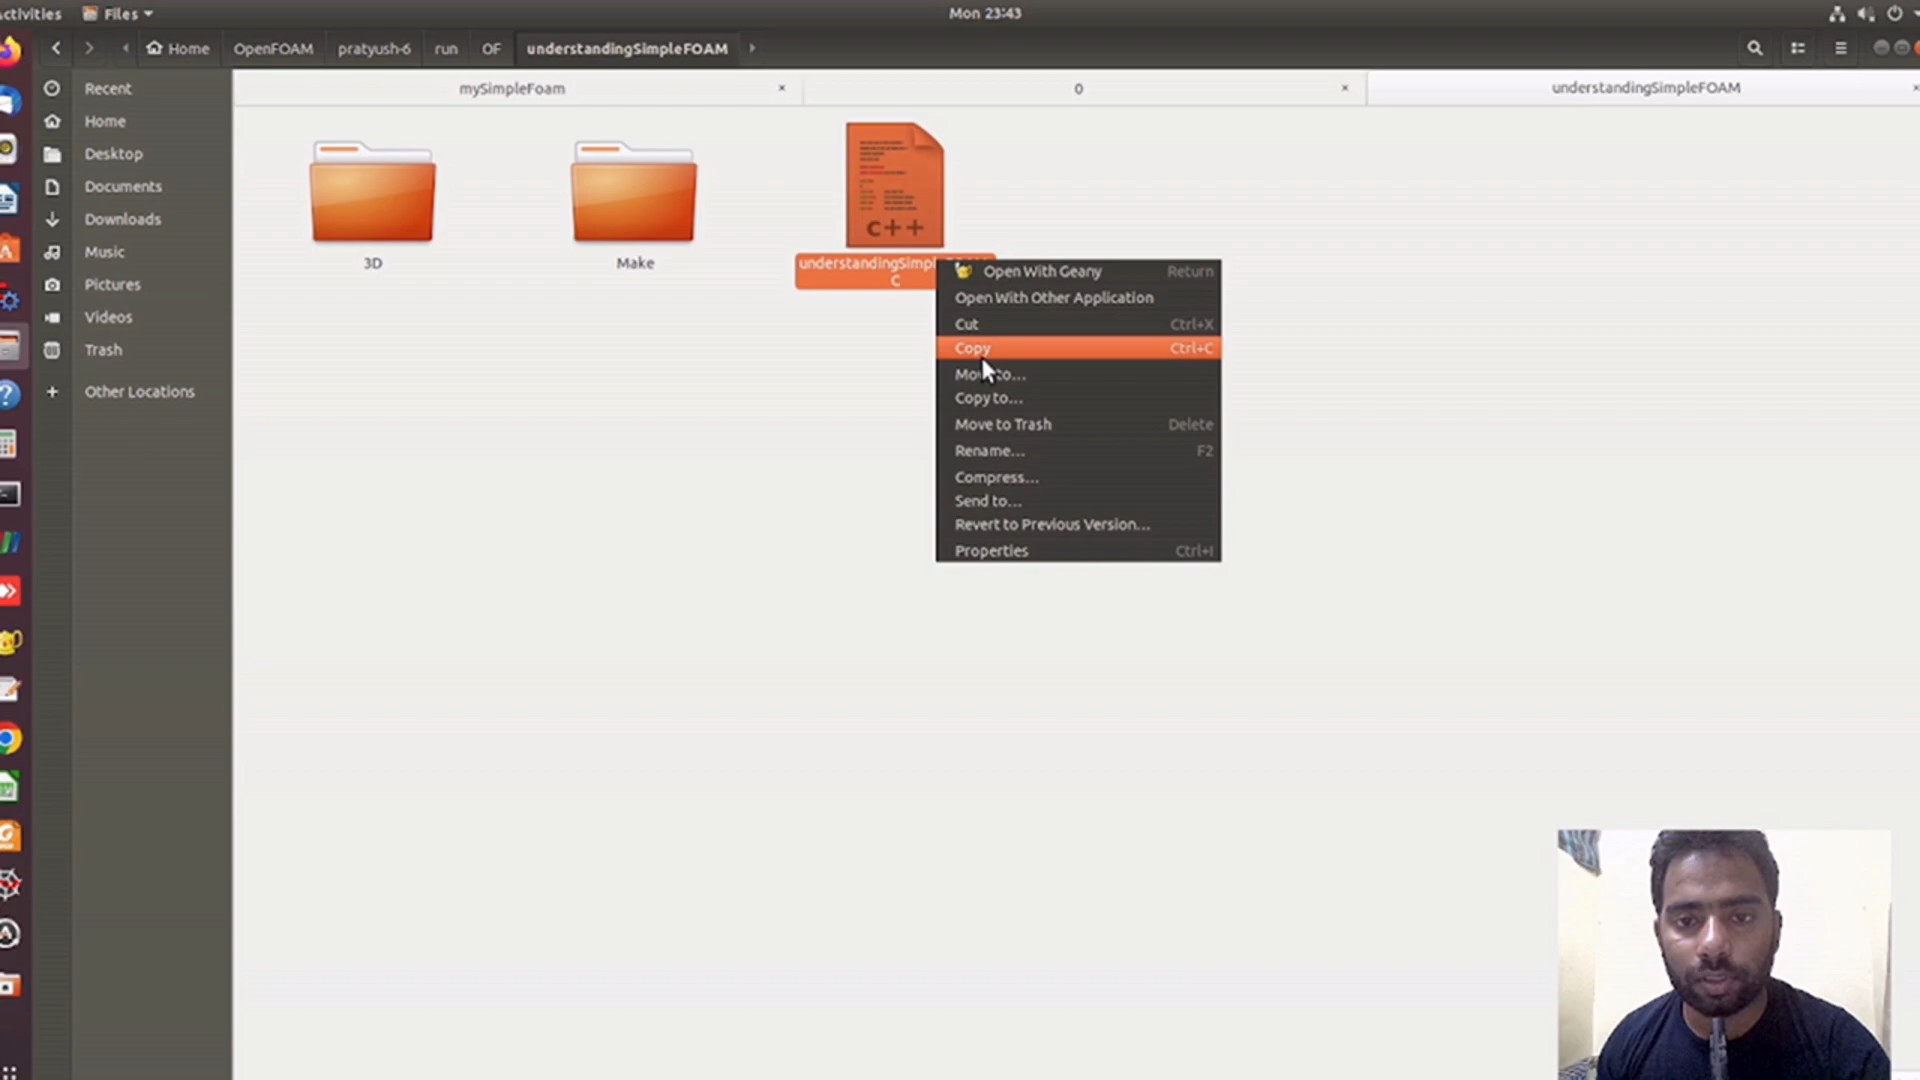 Activities
Files
Mon 23:43
Home
OpenFOAM
pratyush-6
run
OF
understandingSimpleFOAM
mySimpleFoam
0
understandingSimpleFOAM
Recent
Home
Desktop
Documents
Downloads
Music
Pictures
Videos
Trash
Other Locations
3D
Make
C++
understandingSimpl
C
Open With Geany Return
Open With Other Application
Cut Ctrl+X
Copy Ctrl+C
Move to...
Copy to...
Move to Trash Delete
Rename... F2
Compress...
Send to...
Revert to Previous Version...
Properties Ctrl+I